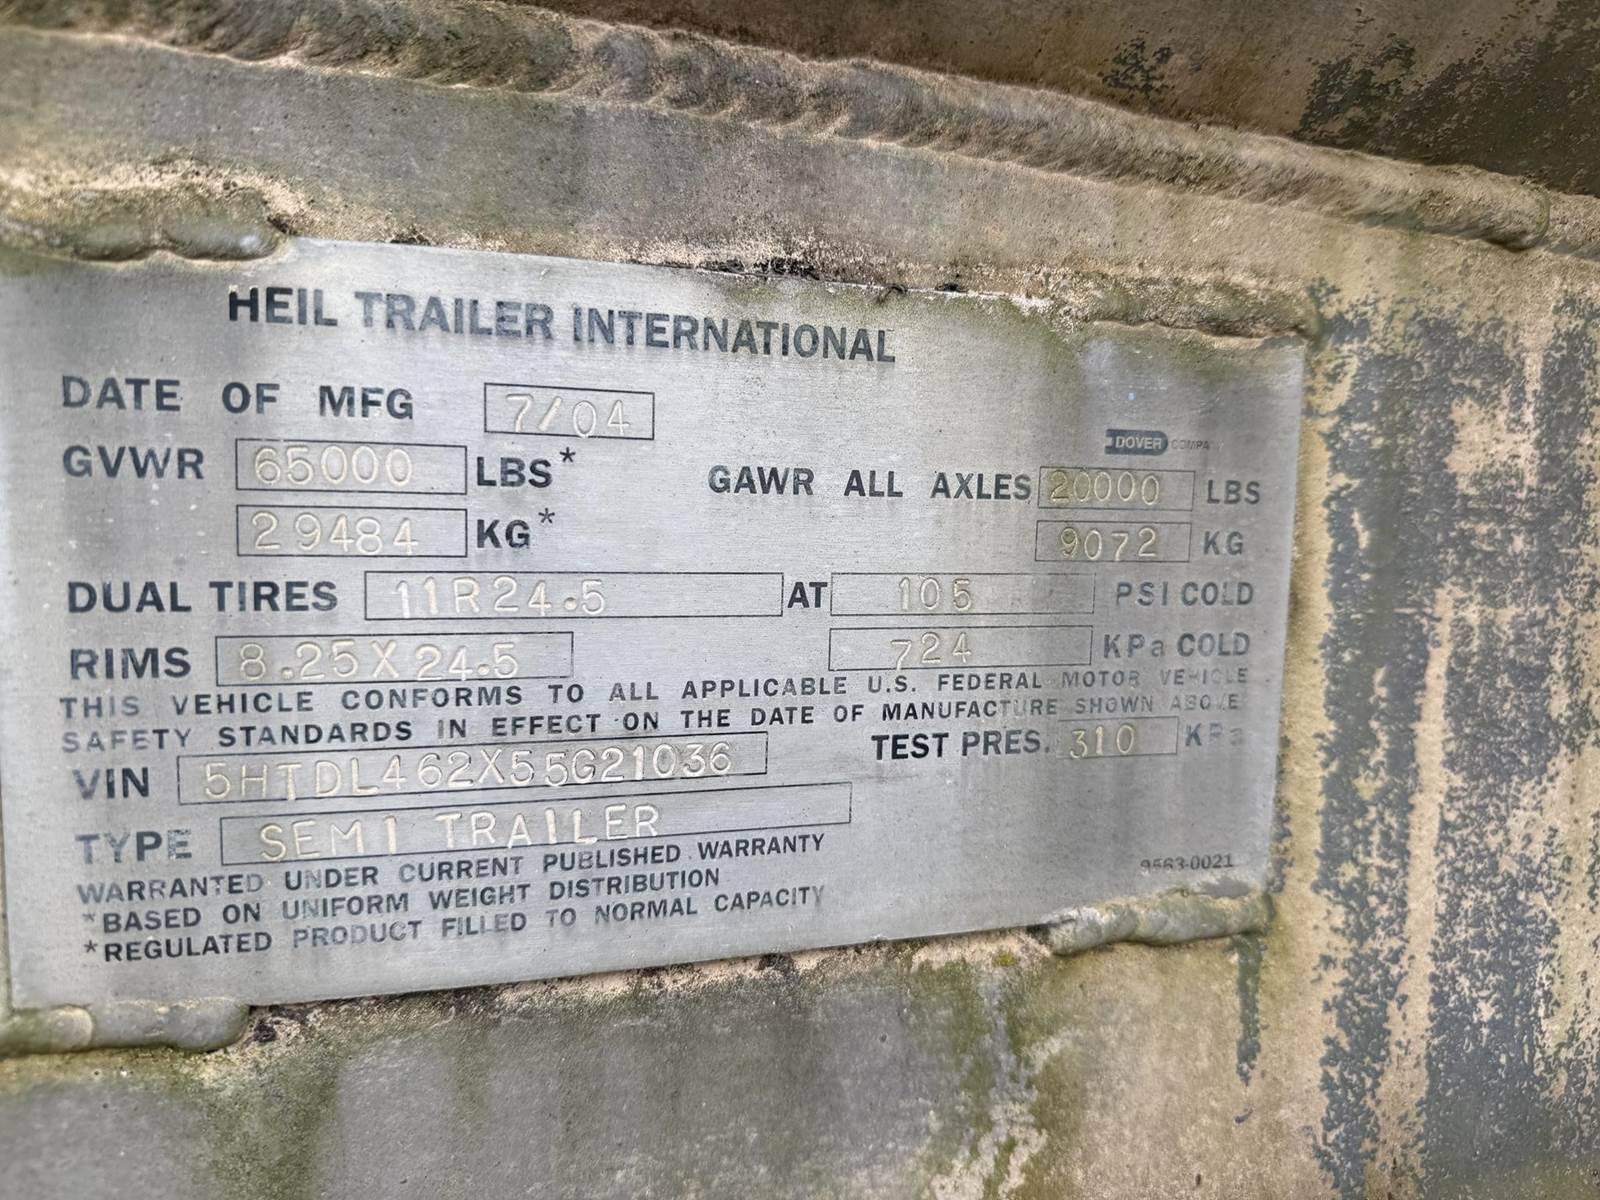 HEIL TRAILER INTERNATIONAL
DATE OF MFG 7/04
DOVER COMPA
GVWR 65000 LBS* GAWR ALL AXLES 20000 LBS
29484 KG* 9072 KG
DUAL TIRES 11R24.5 AT 105 PSI COLD
RIMS 8.25X24.5 724 KPa COLD
THIS VEHICLE CONFORMS TO ALL APPLICABLE U.S. FEDERAL MOTOR VEHICLE
SAFETY STANDARDS IN EFFECT ON THE DATE OF MANUFACTURE SHOWN ABOVE
VIN 5HTDL462X55G21036 TEST PRES. 310 KPa
TYPE SEMI TRAILER
WARRANTED UNDER CURRENT PUBLISHED WARRANTY
*BASED ON UNIFORM WEIGHT DISTRIBUTION
*REGULATED PRODUCT FILLED TO NORMAL CAPACITY
9563-0021